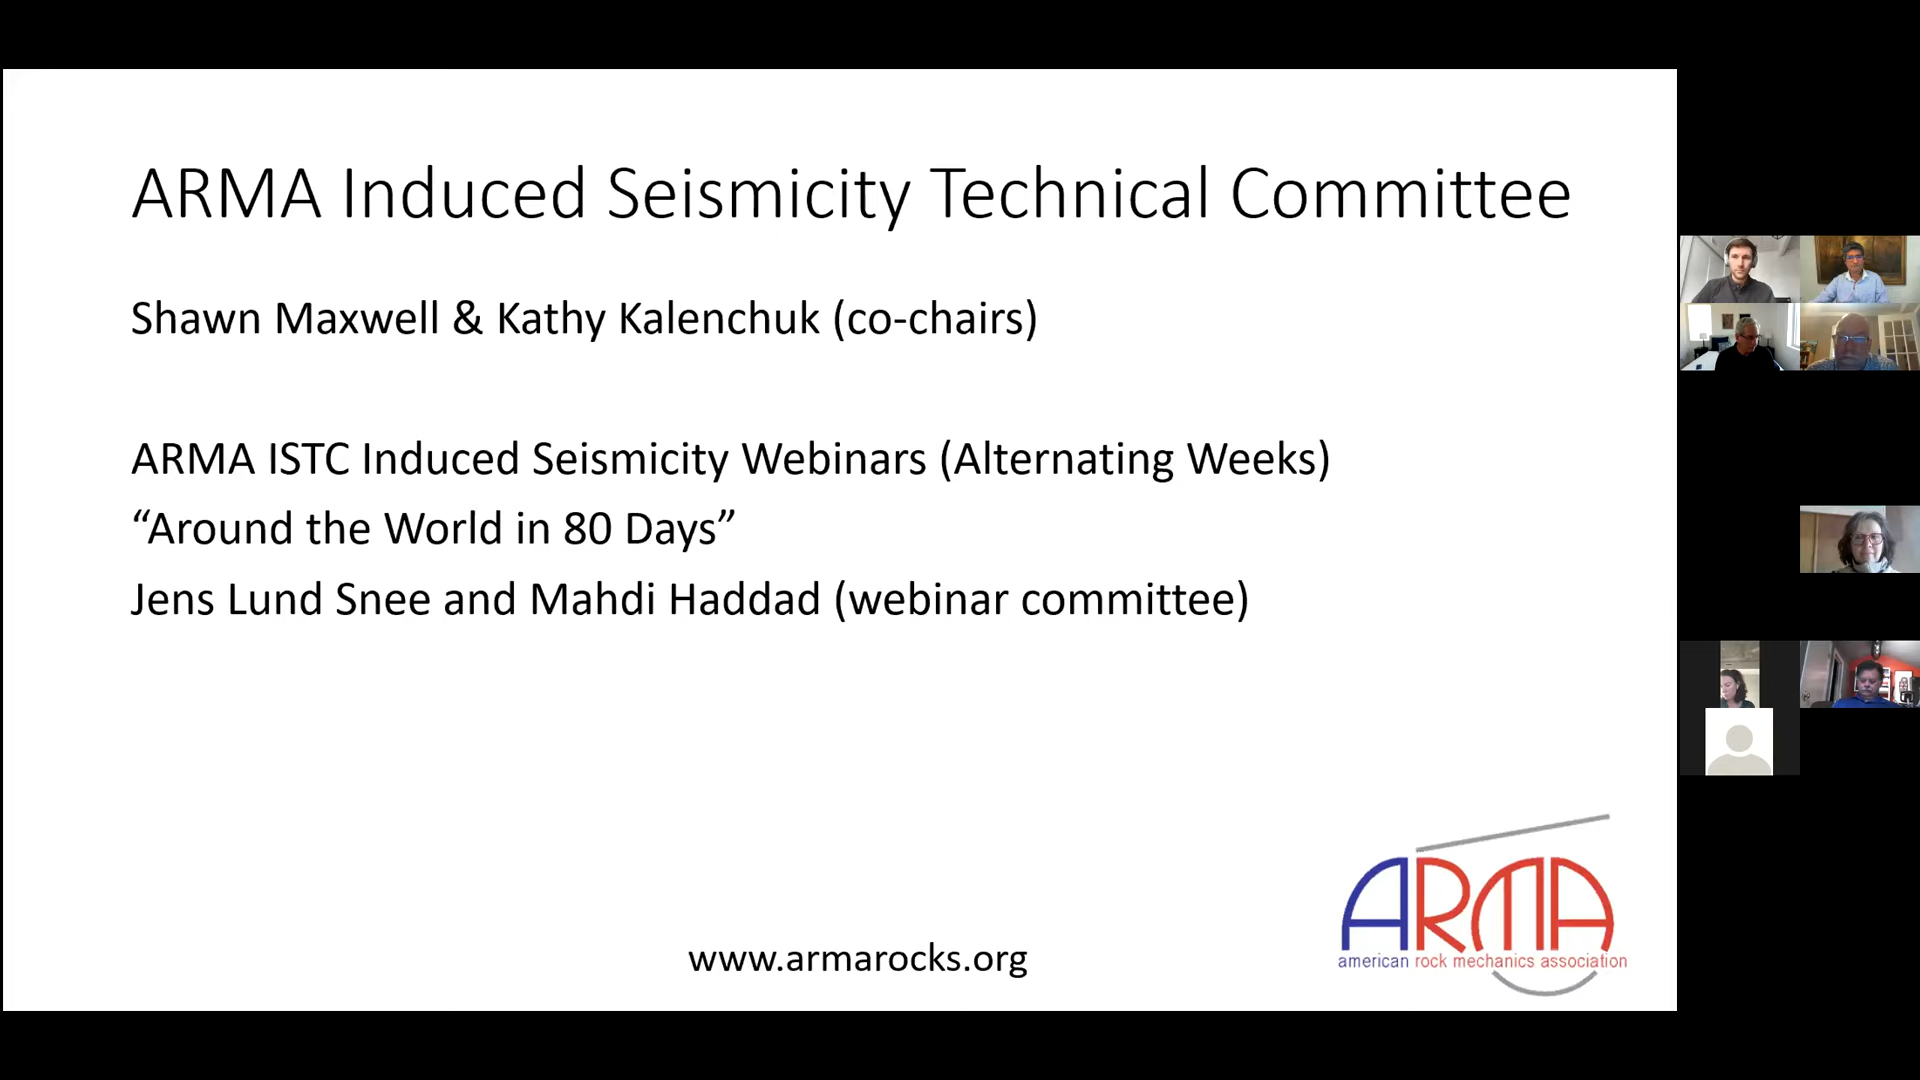 ARMA Induced Seismicity Technical Committee
Shawn Maxwell & Kathy Kalenchuk (co-chairs)
ARMA ISTC Induced Seismicity Webinars (Alternating Weeks)
“Around the World in 80 Days”
Jens Lund Snee and Mahdi Haddad (webinar committee)
www.armarocks.org
ARMA
american rock mechanics association